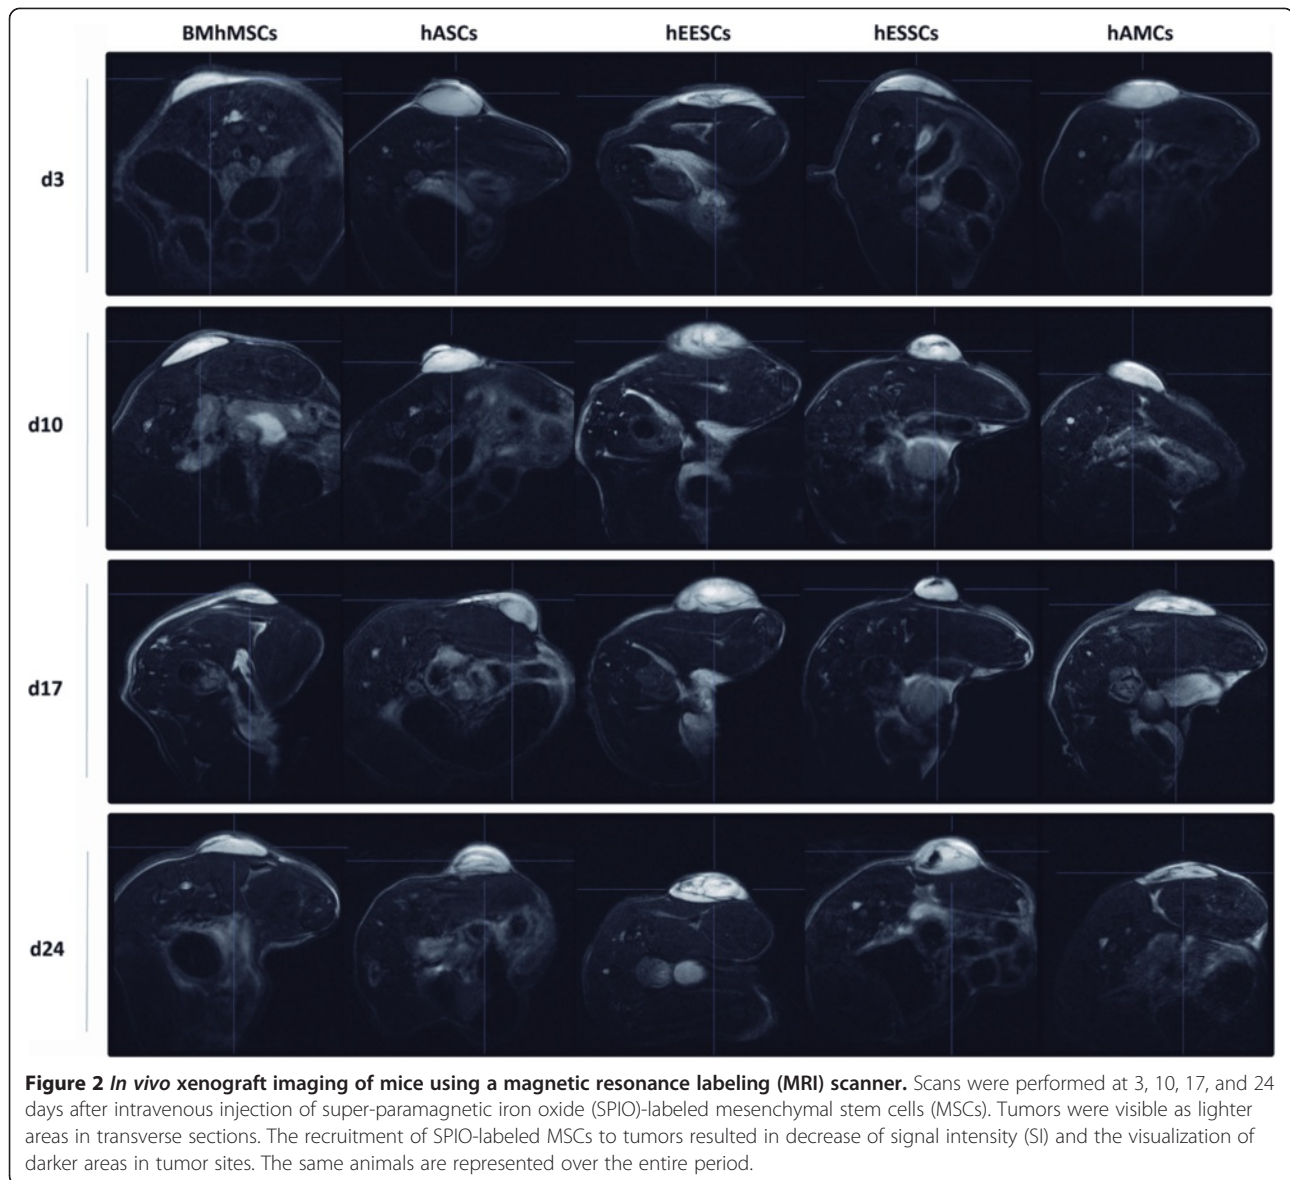 BMhMSCs hASCs hEESCs hESSCs hAMCs
d3
d10
d17
d24
Figure 2 In vivo xenograft imaging of mice using a magnetic resonance labeling (MRI) scanner. Scans were performed at 3, 10, 17, and 24
days after intravenous injection of super-paramagnetic iron oxide (SPIO)-labeled mesenchymal stem cells (MSCs). Tumors were visible as lighter
areas in transverse sections. The recruitment of SPIO-labeled MSCs to tumors resulted in decrease of signal intensity (SI) and the visualization of
darker areas in tumor sites. The same animals are represented over the entire period.